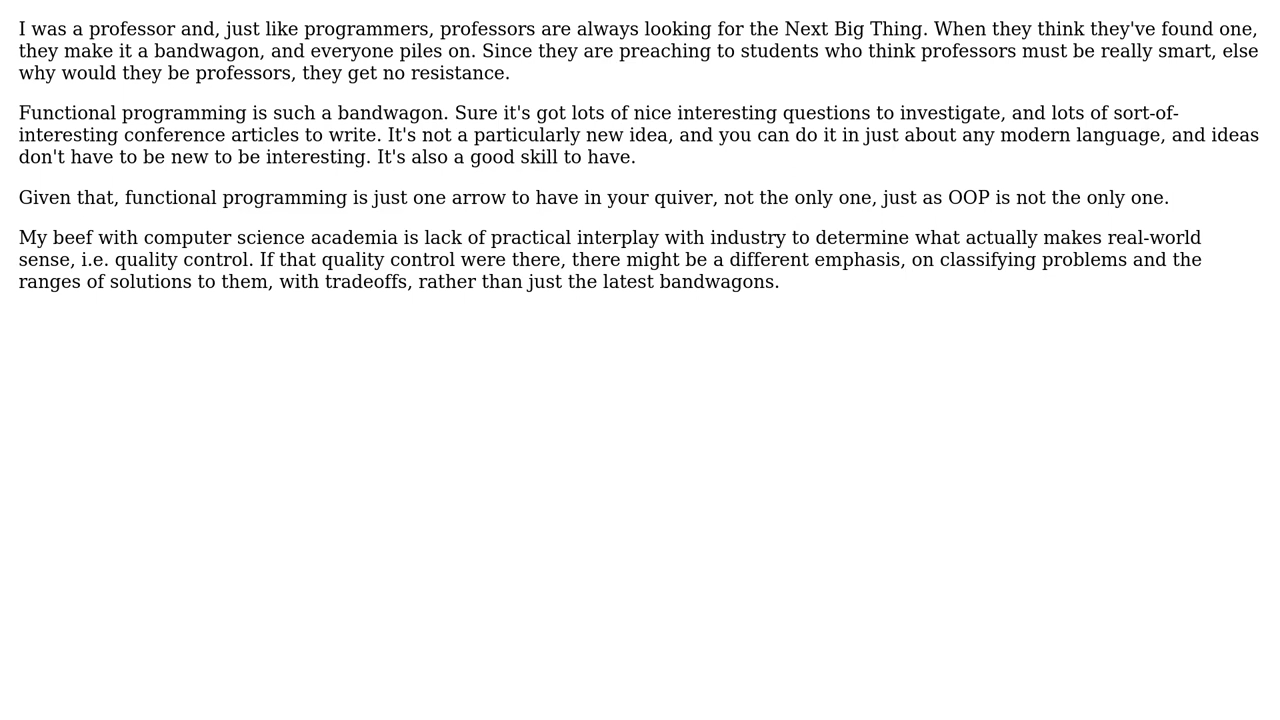 I was a professor and, just like programmers, professors are always looking for the Next Big Thing. When they think they've found one,
they make it a bandwagon, and everyone piles on. Since they are preaching to students who think professors must be really smart, else
why would they be professors, they get no resistance.
Functional programming is such a bandwagon. Sure it's got lots of nice interesting questions to investigate, and lots of sort-of-
interesting conference articles to write. It's not a particularly new idea, and you can do it in just about any modern language, and ideas
don't have to be new to be interesting. It's also a good skill to have.
Given that, functional programming is just one arrow to have in your quiver, not the only one, just as OOP is not the only one.
My beef with computer science academia is lack of practical interplay with industry to determine what actually makes real-world
sense, i.e. quality control. If that quality control were there, there might be a different emphasis, on classifying problems and the
ranges of solutions to them, with tradeoffs, rather than just the latest bandwagons.